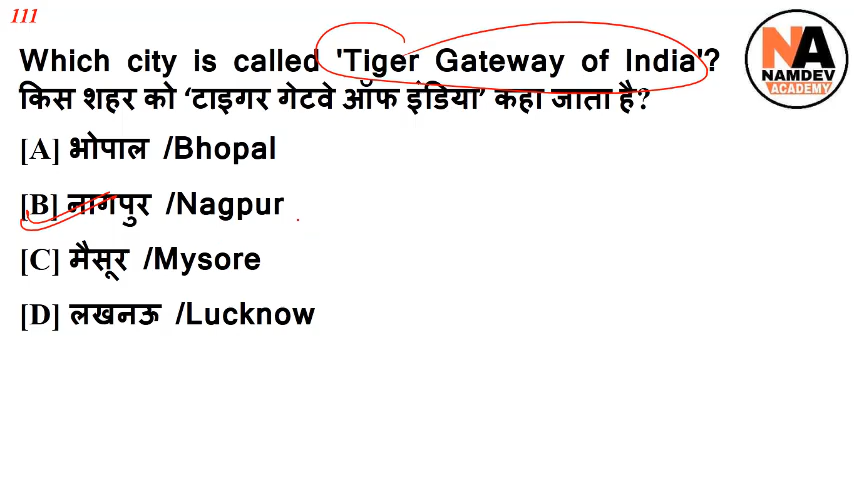 111
Which city is called 'Tiger Gateway of India'?
किस शहर को ‘टाइगर गेटवे ऑफ इंडिया’ कहा जाता है?
[A] भोपाल /Bhopal
[B] नागपुर /Nagpur
[C] मैसूर /Mysore
[D] लखनऊ /Lucknow
NA
NAMDEV
ACADEMY